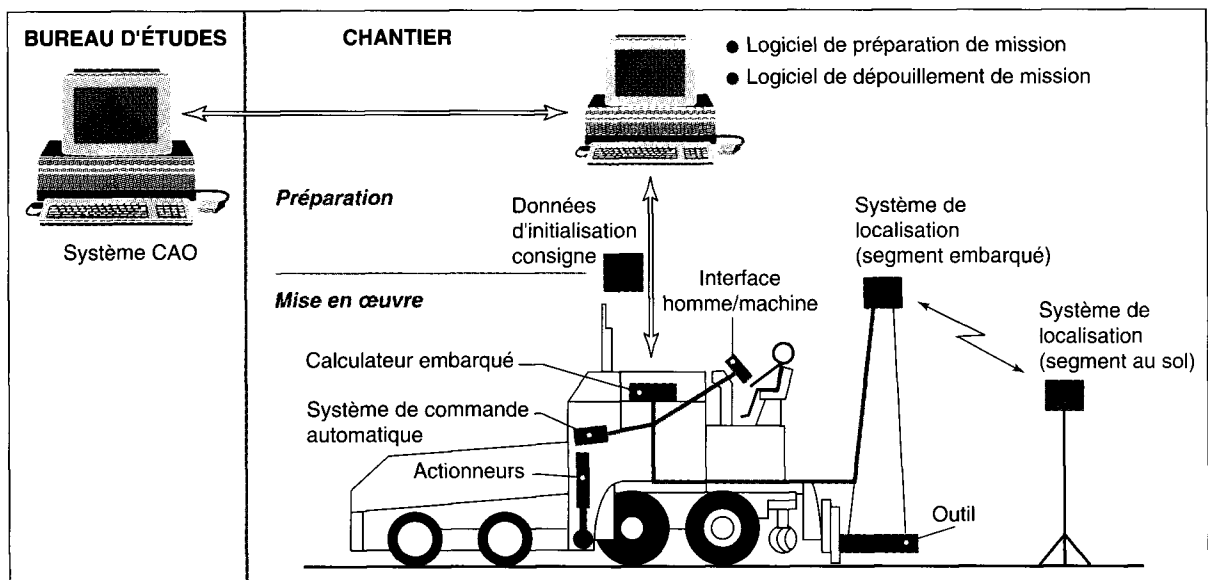 BUREAU D'ÉTUDES
CHANTIER
● Logiciel de préparation de mission
● Logiciel de dépouillement de mission
Système CAO
Préparation
Données
d'initialisation
consigne
Système de
localisation
(segment embarqué)
Mise en œuvre
Interface
homme/machine
Système de
localisation
(segment au sol)
Calculateur embarqué
Système de commande
automatique
Actionneurs
Outil